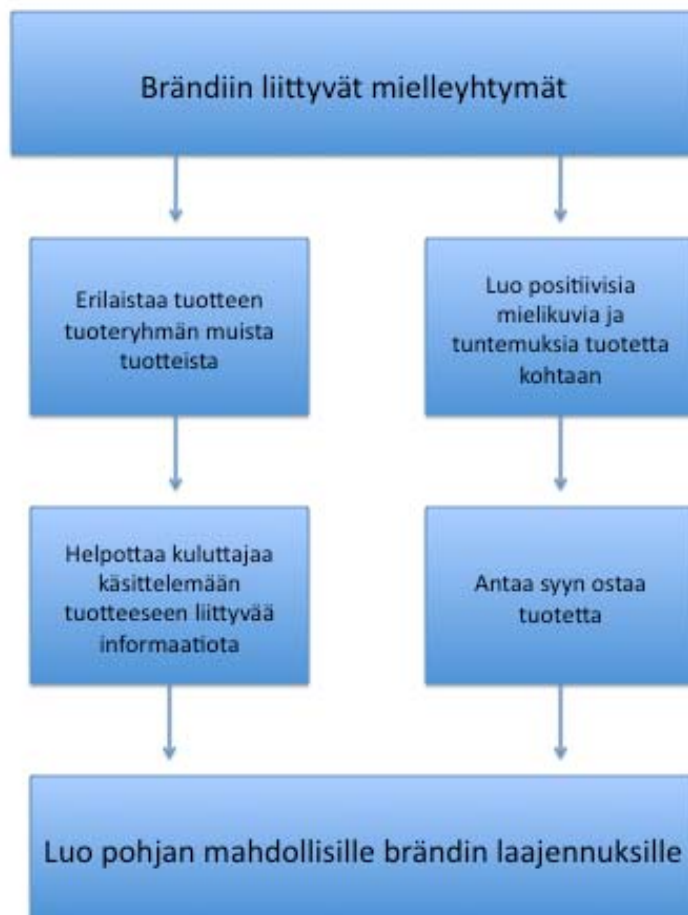 Brändiin liittyvät mielleyhtymät
Erilaistaa tuotteen
tuoteryhmän muista
tuotteista
Luo positiivisia
mielikuvia ja
tuntemuksia tuotetta
kohtaan
Helpottaa kuluttajaa
käsittelemään
tuotteeseen liittyvää
informaatiota
Antaa syyn ostaa
tuotetta
Luo pohjan mahdollisille brändin laajennuksille